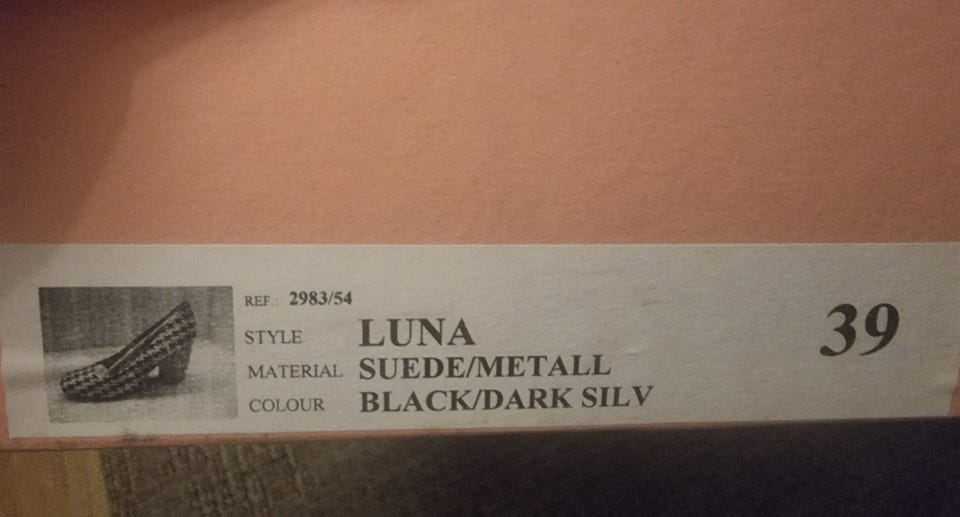 REF.: 2983/54
STYLE LUNA
MATERIAL SUEDE/METALL
COLOUR BLACK/DARK SILV
39